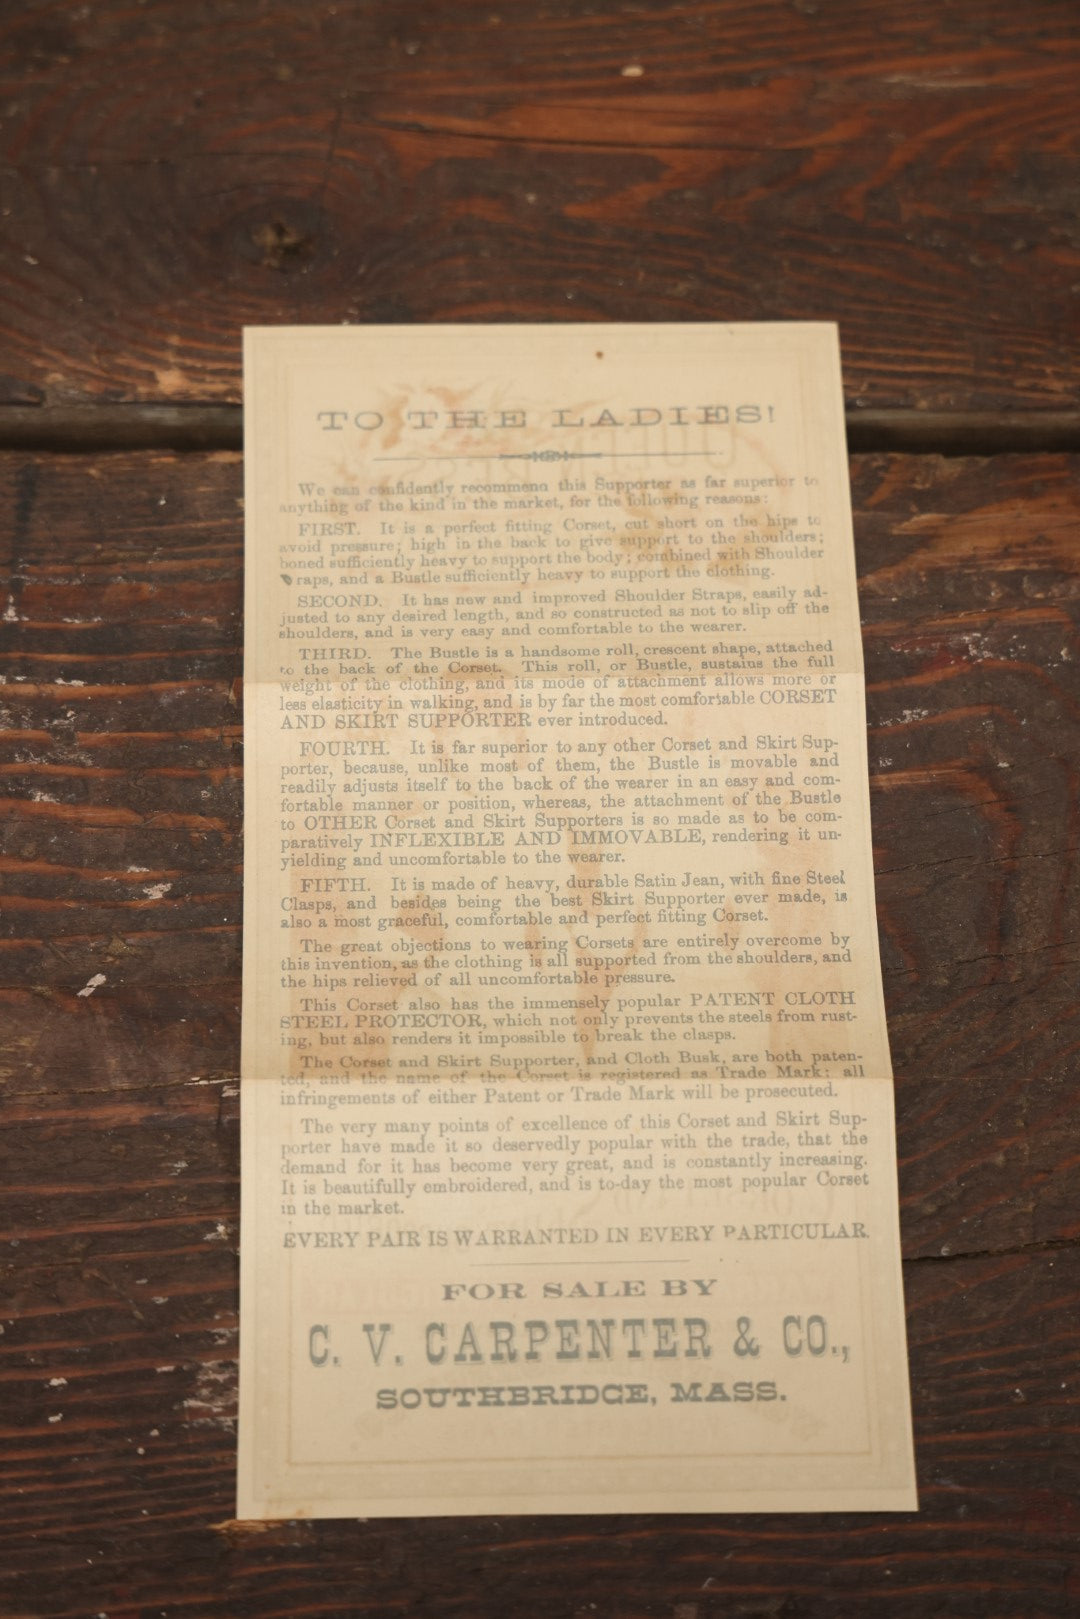 TO THE LADIES!
We can confidently recommend this Supporter as far superior to
anything of the kind in the market, for the following reasons:
FIRST. It is a perfect fitting Corset, cut short on the hips to
avoid pressure; high in the back to give support to the shoulders;
boned sufficiently heavy to support the body; combined with Shoulder
raps, and a Bustle sufficiently heavy to support the clothing.
SECOND. It has new and improved Shoulder Straps, easily ad-
justed to any desired length, and so constructed as not to slip off the
shoulders, and is very easy and comfortable to the wearer.
THIRD. The Bustle is a handsome roll, crescent shape, attached
to the back of the Corset. This roll, or Bustle, sustains the full
weight of the clothing, and its mode of attachment allows more or
less elasticity in walking, and is by far the most comfortable CORSET
AND SKIRT SUPPORTER ever introduced.
FOURTH. It is far superior to any other Corset and Skirt Sup-
porter, because, unlike most of them, the Bustle is movable and
readily adjusts itself to the back of the wearer in an easy and com-
fortable manner or position, whereas, the attachment of the Bustle
to OTHER Corset and Skirt Supporters is so made as to be com-
paratively INFLEXIBLE AND IMMOVABLE, rendering it un-
yielding and uncomfortable to the wearer.
FIFTH. It is made of heavy, durable Satin Jean, with fine Steel
Clasps, and besides being the best Skirt Supporter ever made, is
also a most graceful, comfortable and perfect fitting Corset.
The great objections to wearing Corsets are entirely overcome by
this invention, as the clothing is all supported from the shoulders, and
the hips relieved of all uncomfortable pressure.
This Corset also has the immensely popular PATENT CLOTH
STEEL PROTECTOR, which not only prevents the steels from rust-
ing, but also renders it impossible to break the clasps.
The Corset and Skirt Supporter, and Cloth Busk, are both paten-
ted, and the name of the Corset is registered as Trade Mark; all
infringements of either Patent or Trade Mark will be prosecuted.
The very many points of excellence of this Corset and Skirt Sup-
porter have made it so deservedly popular with the trade, that the
demand for it has become very great, and is constantly increasing.
It is beautifully embroidered, and is to-day the most popular Corset
in the market.
EVERY PAIR IS WARRANTED IN EVERY PARTICULAR.
FOR SALE BY
C. V. CARPENTER & CO.,
SOUTHBRIDGE, MASS.